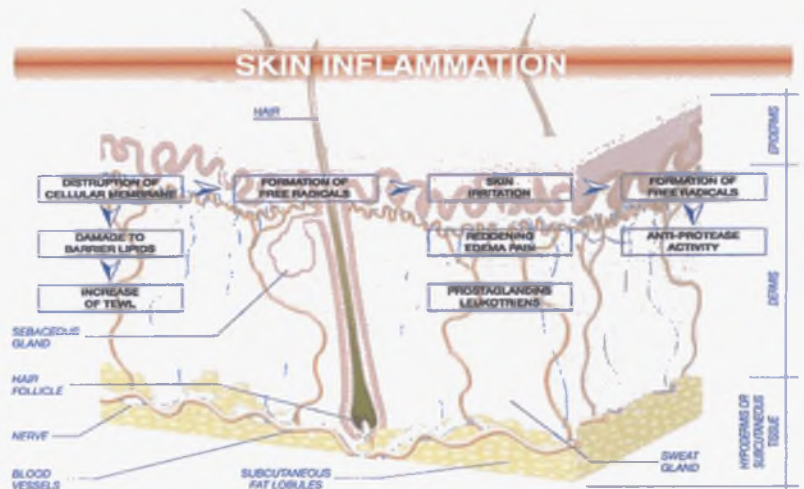 SKIN INFLAMMATION
HAIR
EPIDERMIS
DISTRUPTION OF
CELLULAR MEMBRANE
FORMATION OF
FREE RADICALS
SKIN
IRRITATION
FORMATION OF
FREE RADICALS
DAMAGE TO
BARRIER LIPIDS
REDDENING
EDEMA PAIN
ANTI-PROTEASE
ACTIVITY
INCREASE
OF TEWL
PROSTAGLANDINS
LEUKOTRIENS
DERMIS
SEBACEOUS
GLAND
HAIR
FOLLICLE
NERVE
BLOOD
VESSELS
SUBCUTANEOUS
FAT LOBULES
SWEAT
GLAND
HYPODERMIS OR
SUBCUTANEOUS
TISSUE